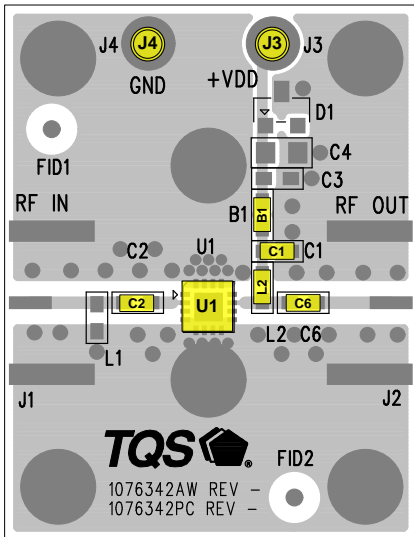 J4 J4 J3 J3
GND +VDD
D1
FID1
C4
C3
RF IN B1 B1 RF OUT
C2 U1 C1 C1
L2
C2 U1 C6
L1 L2 C6
J1 J2
TQS®
FID2
1076342AW REV -
1076342PC REV -